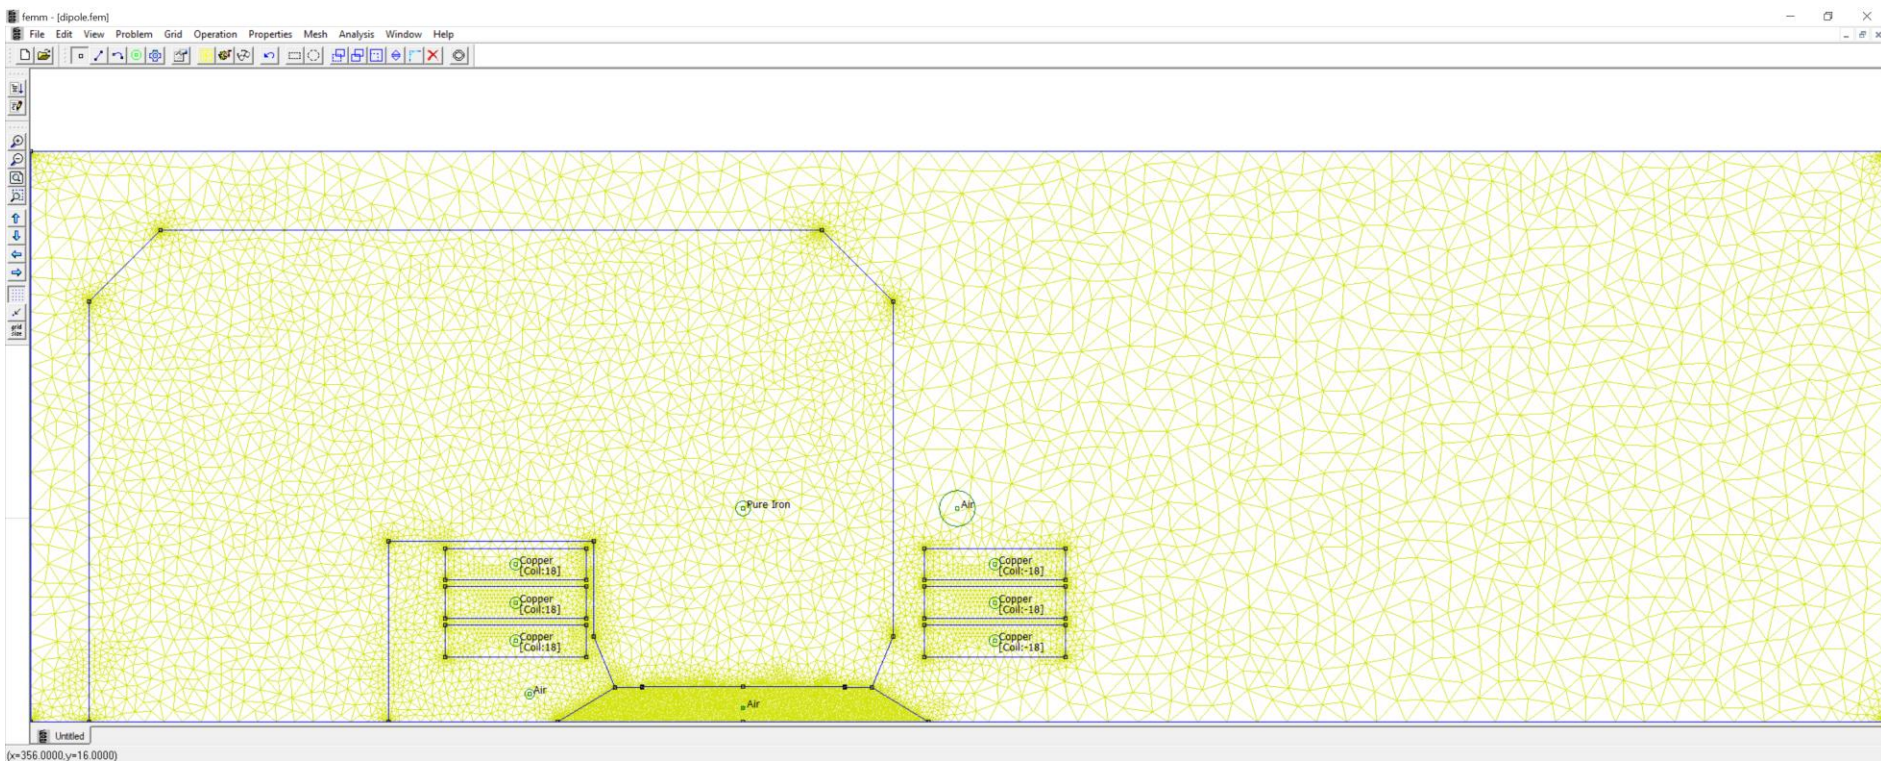 femm - [dipole.fem]
File Edit View Problem Grid Operation Properties Mesh Analysis Window Help
grid
size
Pure Iron
Air
Copper
[Coil:18]
Copper
[Coil:-18]
Copper
[Coil:18]
Copper
[Coil:-18]
Copper
[Coil:18]
Copper
[Coil:-18]
Air
Air
Untitled
(x=356.0000,y=16.0000)